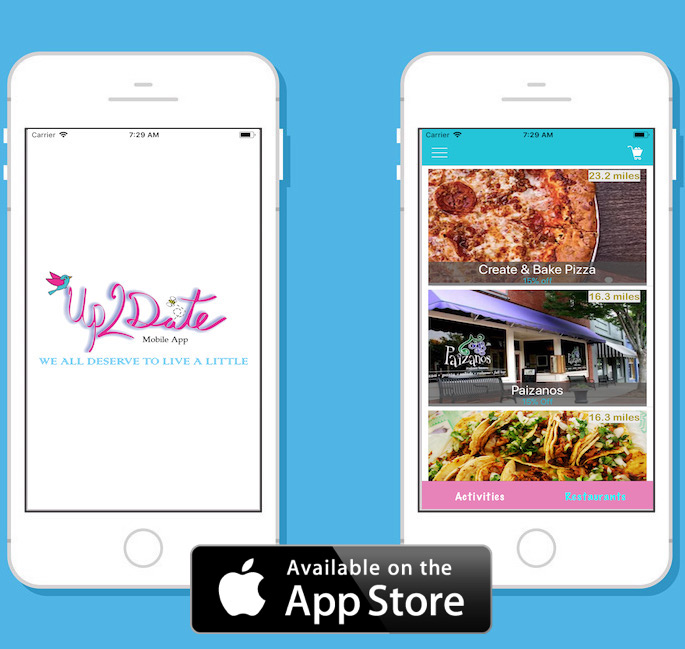 Carrier 7:29 AM
Up2Date
Mobile App
WE ALL DESERVE TO LIVE A LITTLE
Carrier 7:29 AM
23.2 miles
Create & Bake Pizza
15% off
16.3 miles
Paizanos
Paizanos
15% Off
16.3 miles
Activities Restaurants
Available on the
App Store